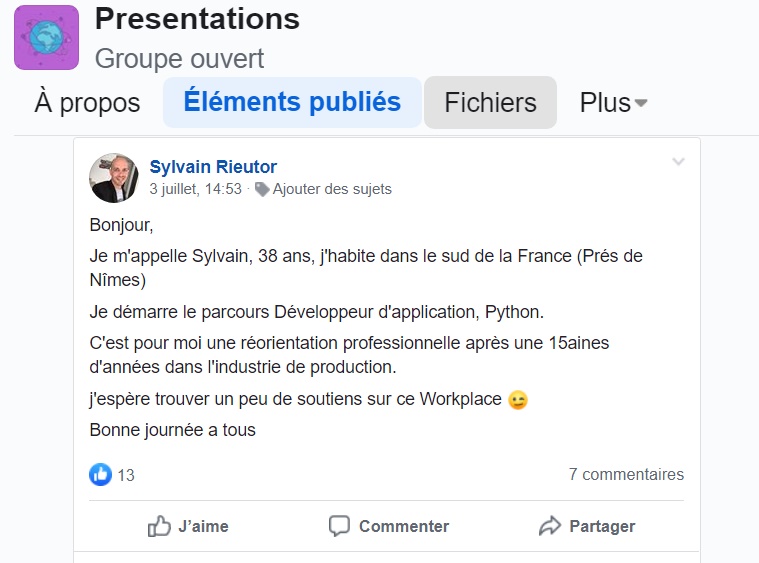 Presentations
Groupe ouvert
À propos Éléments publiés Fichiers Plus
Sylvain Rieutor
3 juillet, 14:53 · Ajouter des sujets
Bonjour,
Je m'appelle Sylvain, 38 ans, j'habite dans le sud de la France (Prés de
Nîmes)
Je démarre le parcours Développeur d'application, Python.
C'est pour moi une réorientation professionnelle après une 15aines
d'années dans l'industrie de production.
j'espère trouver un peu de soutiens sur ce Workplace 😉
Bonne journée a tous
13 7 commentaires
J’aime Commenter Partager